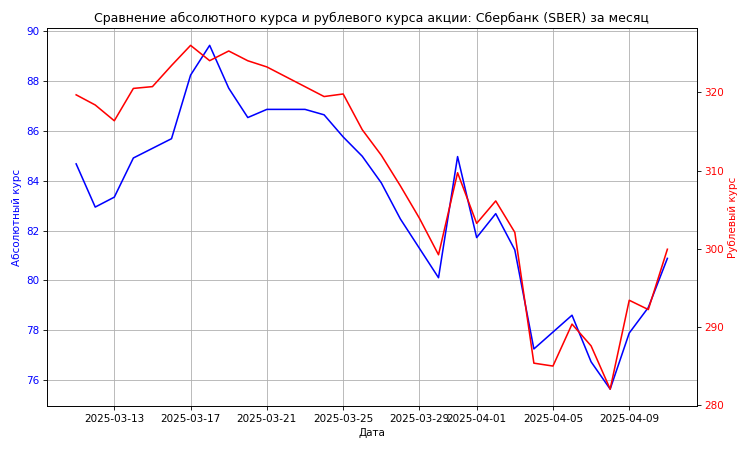 Сравнение абсолютного курса и рублевого курса акции: Сбербанк (SBER) за месяц
90
88
86
84
82
80
78
76
Абсолютный курс
320
310
300
290
280
Рублевый курс
2025-03-13 2025-03-17 2025-03-21 2025-03-25 2025-03-29 2025-04-01 2025-04-05 2025-04-09
Дата